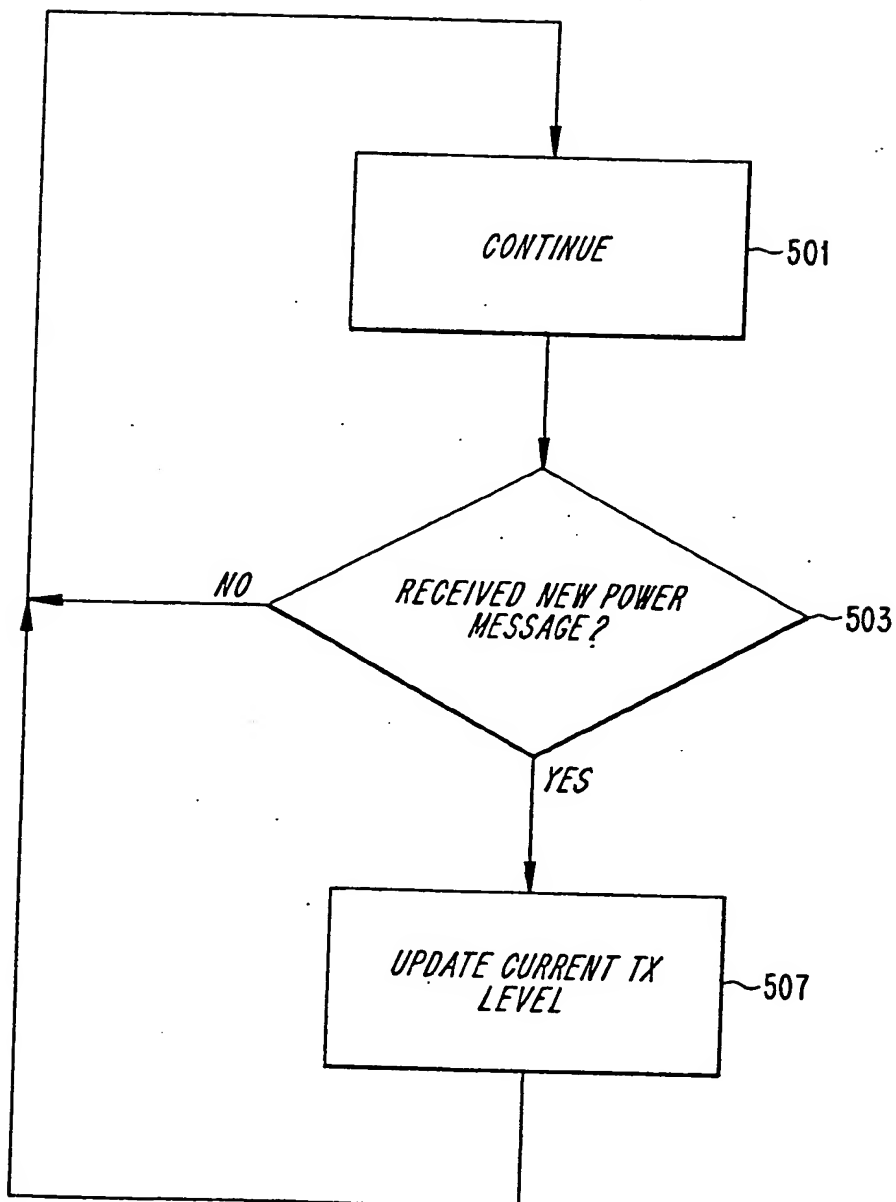 CONTINUE
501
RECEIVED NEW POWER
MESSAGE?
503
NO
YES
UPDATE CURRENT TX
LEVEL
507